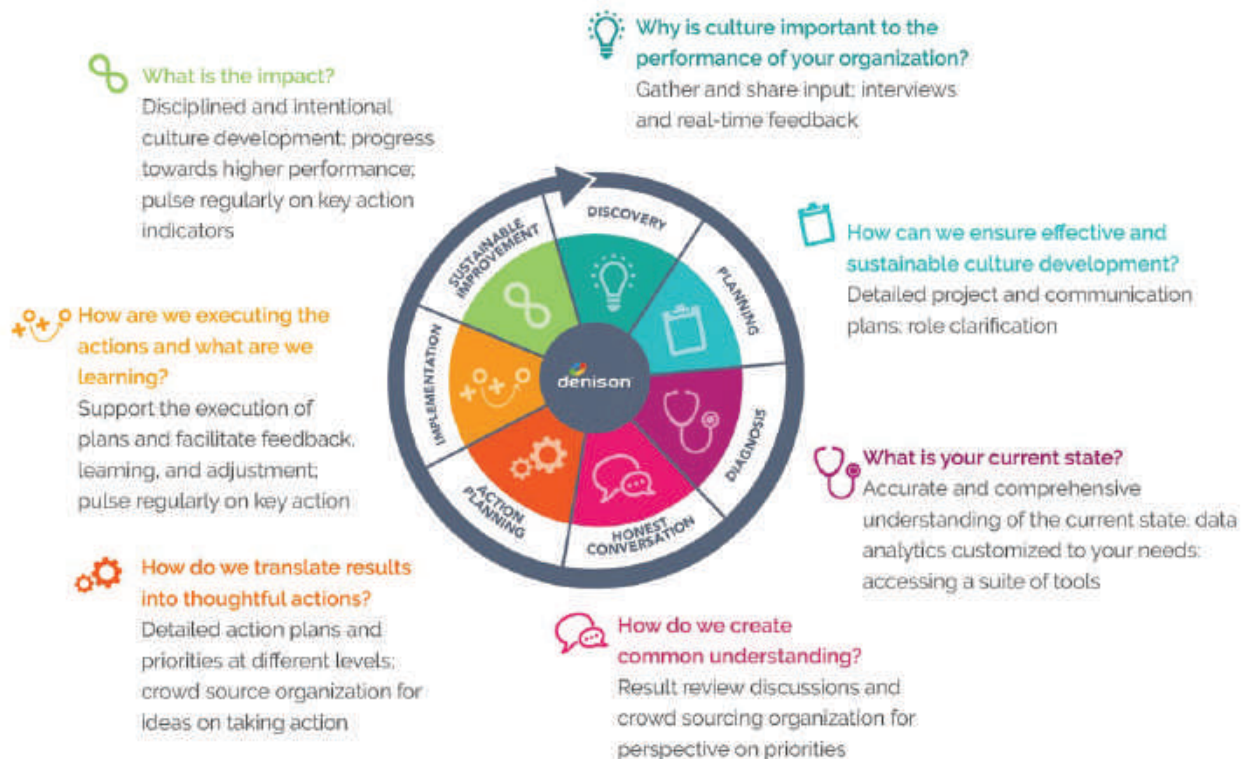 Why is culture important to the
performance of your organization?
Gather and share input; interviews
and real-time feedback
How can we ensure effective and
sustainable culture development?
Detailed project and communication
plans; role clarification
What is your current state?
Accurate and comprehensive
understanding of the current state, data
analytics customized to your needs;
accessing a suite of tools
How do we create
common understanding?
Result review discussions and
crowd sourcing organization for
perspective on priorities
How do we translate results
into thoughtful actions?
Detailed action plans and
priorities at different levels;
crowd source organization for
ideas on taking action
How are we executing the
actions and what are we
learning?
Support the execution of
plans and facilitate feedback,
learning, and adjustment;
pulse regularly on key action
What is the impact?
Disciplined and intentional
culture development; progress
towards higher performance;
pulse regularly on key action
indicators
DISCOVERY
PLANNING
DIAGNOSIS
HONEST
CONVERSATION
ACTION
PLANNING
IMPLEMENTATION
SUSTAINABLE
IMPROVEMENT
denison